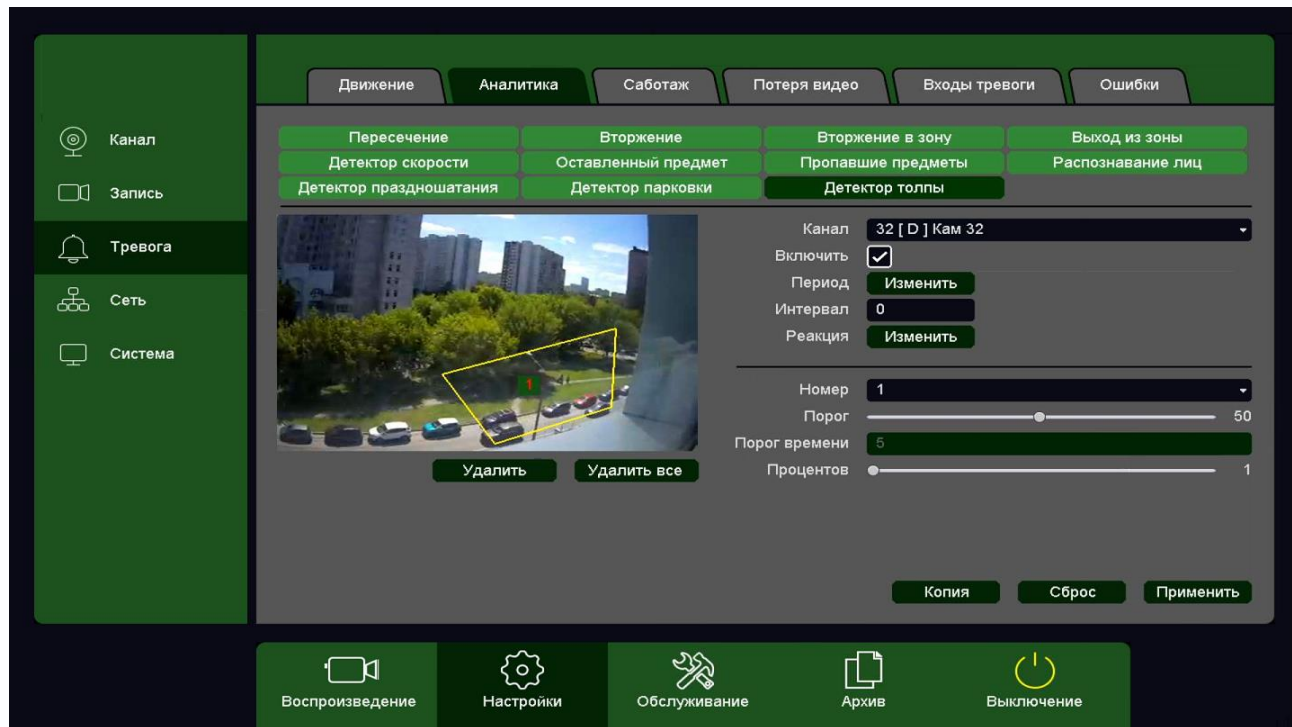 Движение Аналитика Саботаж Потеря видео Входы тревоги Ошибки
Канал
Запись
Тревога
Сеть
Система
Пересечение Вторжение Вторжение в зону Выход из зоны
Детектор скорости Оставленный предмет Пропавшие предметы Распознавание лиц
Детектор праздношатания Детектор парковки Детектор толпы
1
Удалить Удалить все
Канал 32 [ D ] Кам 32
Включить
Период Изменить
Интервал 0
Реакция Изменить
Номер 1
Порог 50
Порог времени 5
Процентов 1
Копия Сброс Применить
Воспроизведение Настройки Обслуживание Архив Выключение